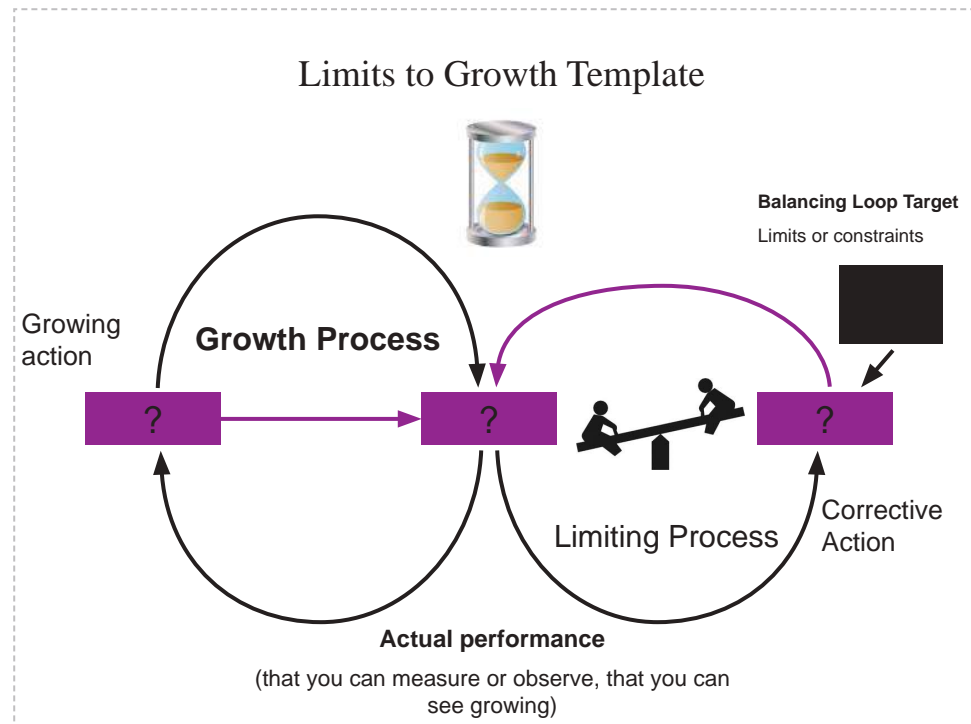 Limits to Growth Template
Balancing Loop Target
Limits or constraints
Growing
action
Growth Process
?
?
?
Limiting Process
Corrective
Action
Actual performance
(that you can measure or observe, that you can
see growing)